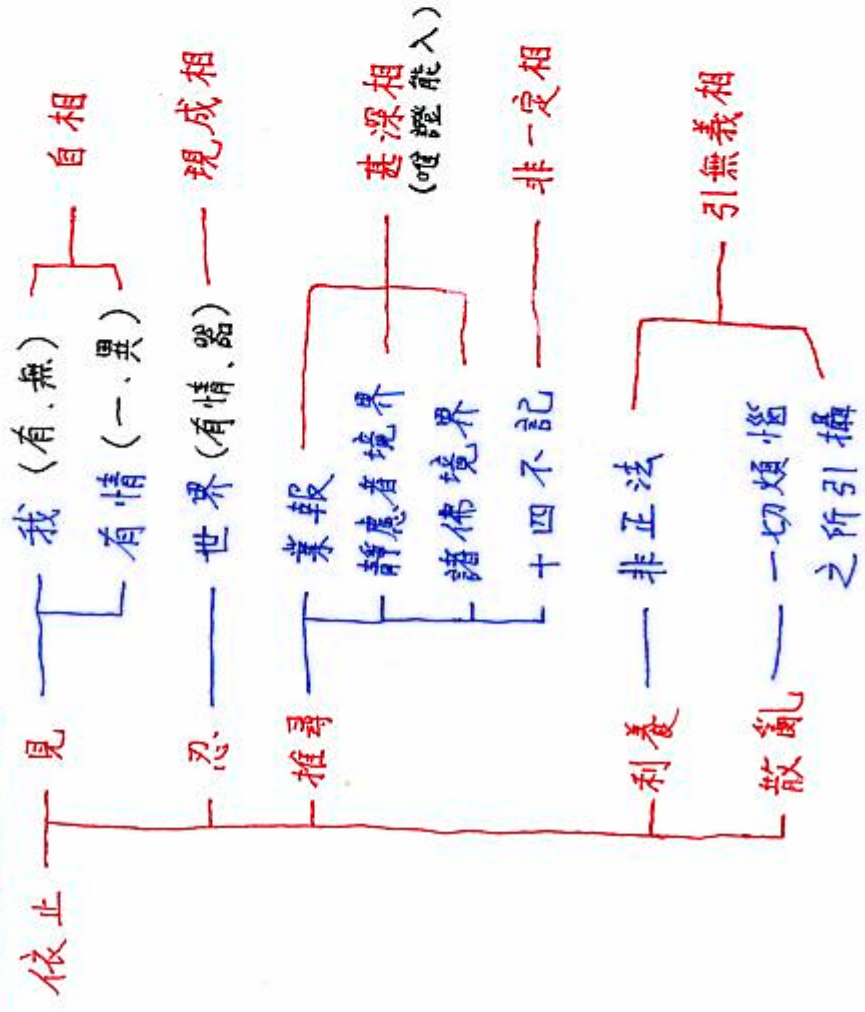 依止
見
我(有、無)
有情(一、異)
自相
忍
世界(有情、器)
現成相
推尋
業報
靜慮者境界
諸佛境界
甚深相
(唯證能入)
十四不記
非一定相
利養
非正法
散亂
一切煩惱
之所引攝
引無義相